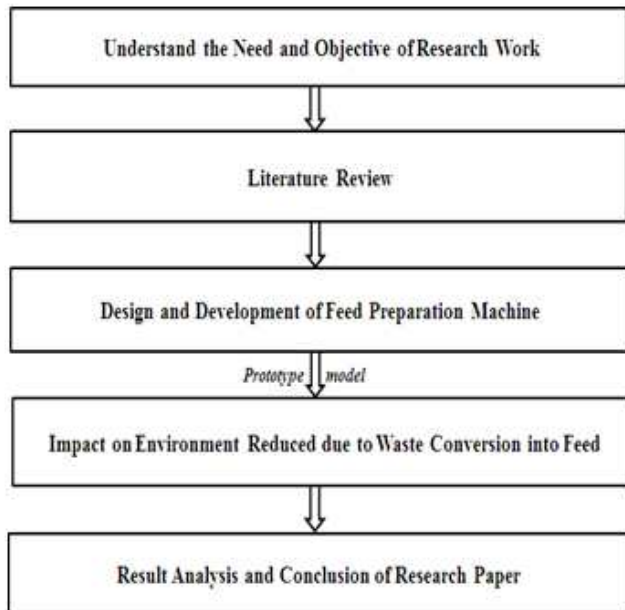 Understand the Need and Objective of Research Work
Literature Review
Design and Development of Feed Preparation Machine
Prototype model
Impact on Environment Reduced due to Waste Conversion into Feed
Result Analysis and Conclusion of Research Paper